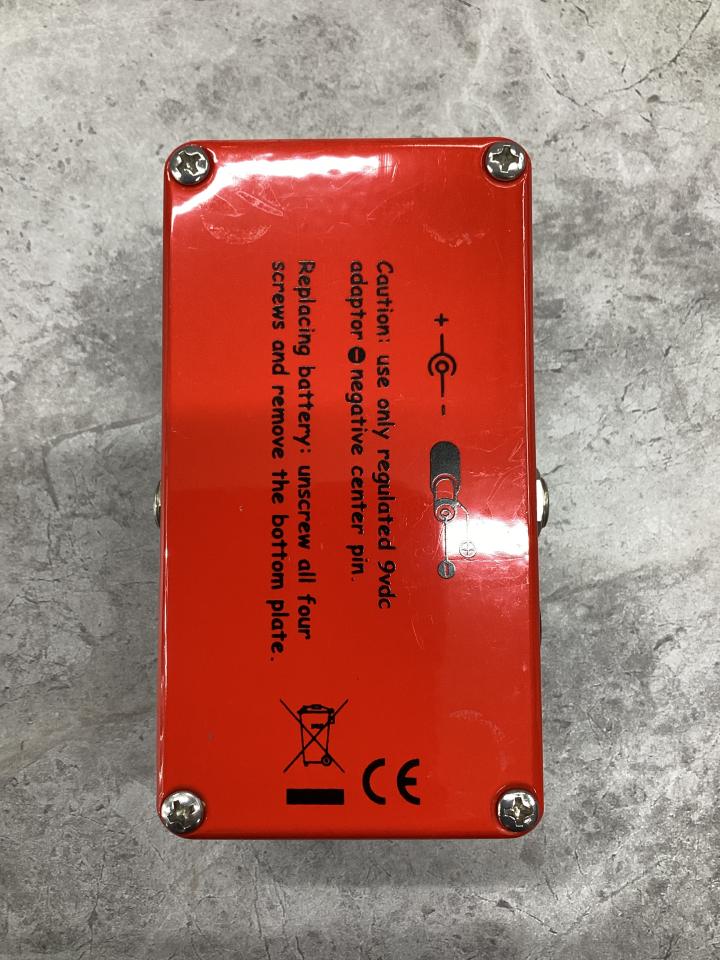 + -
+
-
Caution: use only regulated 9vdc
adaptor ⊖ negative center pin.
Replacing battery: unscrew all four
screws and remove the bottom plate.
CE